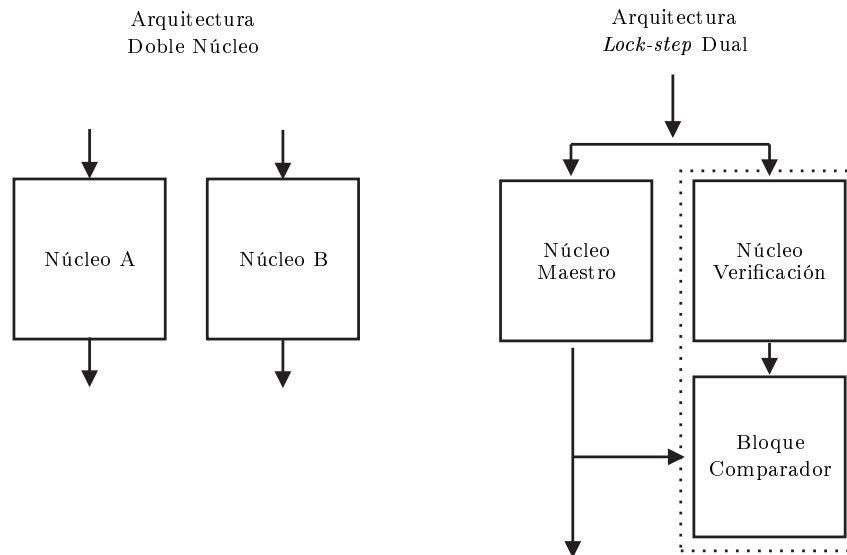 Arquitectura
Doble Núcleo
Arquitectura
Lock-step Dual
Núcleo A
Núcleo B
Núcleo
Maestro
Núcleo
Verificación
Bloque
Comparador